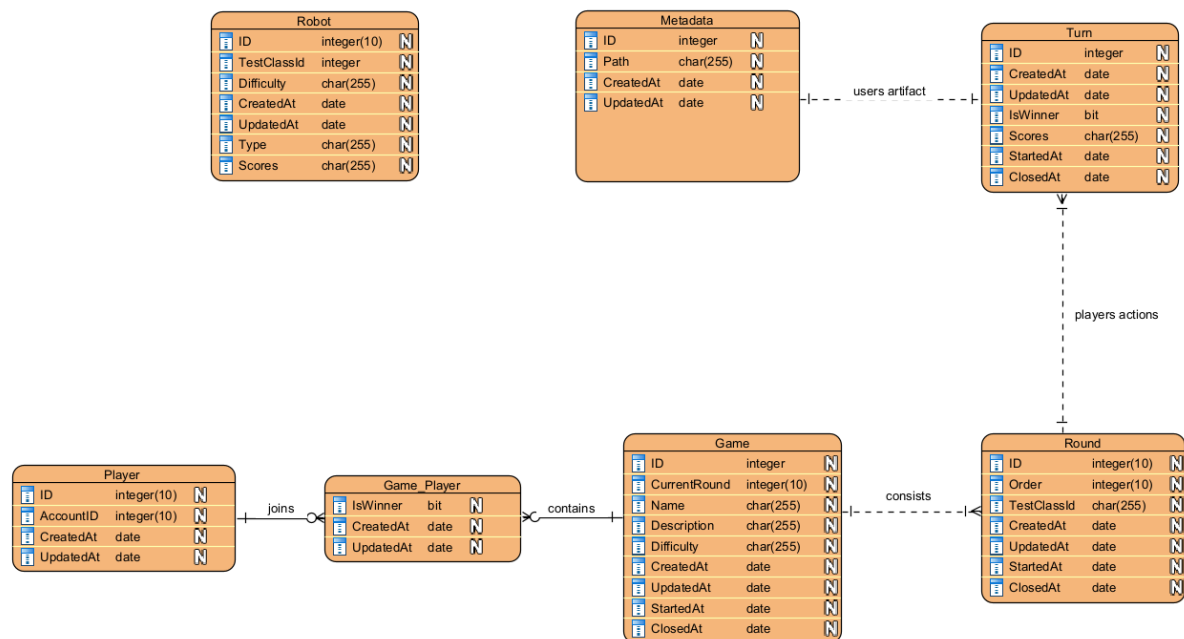 Robot
ID integer(10) N
TestClassId integer N
Difficulty char(255) N
CreatedAt date N
UpdatedAt date N
Type char(255) N
Scores char(255) N
Metadata
ID integer N
Path char(255) N
CreatedAt date N
UpdatedAt date N
users artifact
Turn
ID integer N
CreatedAt date N
UpdatedAt date N
IsWinner bit N
Scores char(255) N
StartedAt date N
ClosedAt date N
players actions
Player
ID integer(10) N
AccountID integer(10) N
CreatedAt date N
UpdatedAt date N
joins
Game_Player
IsWinner bit N
CreatedAt date N
UpdatedAt date N
contains
Game
ID integer N
CurrentRound integer(10) N
Name char(255) N
Description char(255) N
Difficulty char(255) N
CreatedAt date N
UpdatedAt date N
StartedAt date N
ClosedAt date N
consists
Round
ID integer(10) N
Order integer(10) N
TestClassId char(255) N
CreatedAt date N
UpdatedAt date N
StartedAt date N
ClosedAt date N